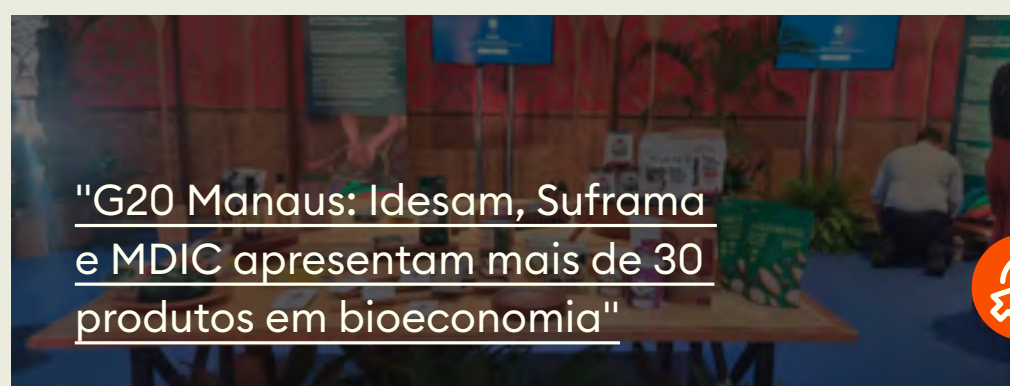 "G20 Manaus: Idesam, Suframa
e MDIC apresentam mais de 30
produtos em bioeconomia"